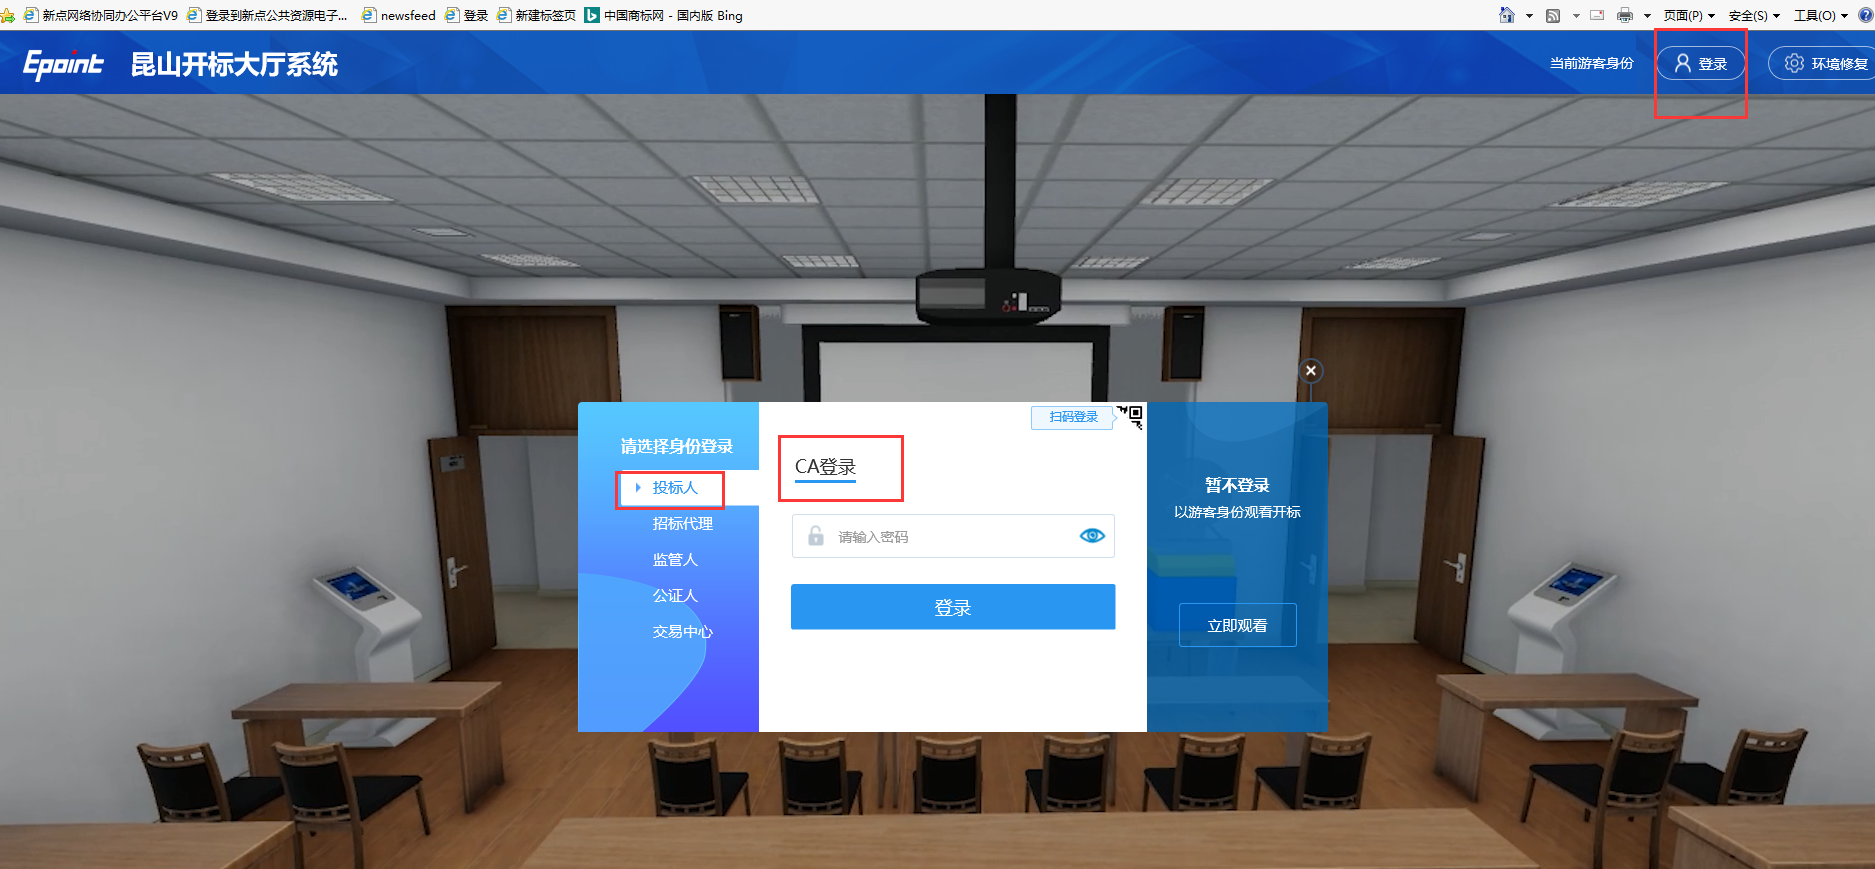 新点网络协同办公平台V9 登录到新点公共资源电子... newsfeed 登录 新建标签页 中国商标网 - 国内版 Bing 页面(P) 安全(S) 工具(O)
Epoint 昆山开标大厅系统 当前游客身份 登录 环境修复
请选择身份登录
投标人
招标代理
监管人
公证人
交易中心
扫码登录
CA登录
请输入密码
登录
暂不登录
以游客身份观看开标
立即观看